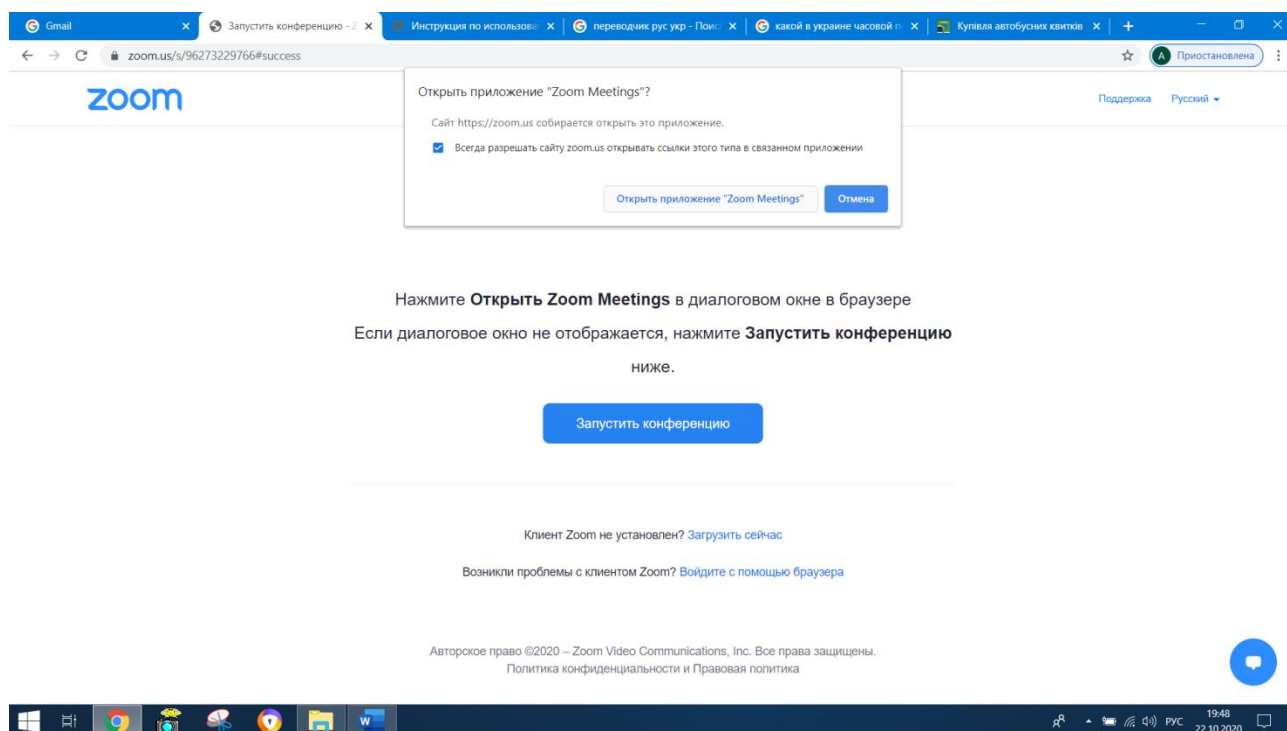 Gmail
Запустить конференцию - Z
Инструкция по использова
переводчик рус укр - Поис
какой в украине часовой п
Купівля автобусних квитків
zoom.us/s/96273229766#success
A Приостановлена
zoom
Поддержка Русский
Открыть приложение "Zoom Meetings"?
Сайт https://zoom.us собирается открыть это приложение.
Всегда разрешать сайту zoom.us открывать ссылки этого типа в связанном приложении
Открыть приложение "Zoom Meetings" Отмена
Нажмите Открыть Zoom Meetings в диалоговом окне в браузере
Если диалоговое окно не отображается, нажмите Запустить конференцию
ниже.
Запустить конференцию
Клиент Zoom не установлен? Загрузить сейчас
Возникли проблемы с клиентом Zoom? Войдите с помощью браузера
Авторское право ©2020 – Zoom Video Communications, Inc. Все права защищены.
Политика конфиденциальности и Правовая политика
W
РУС
19:48
22.10.2020